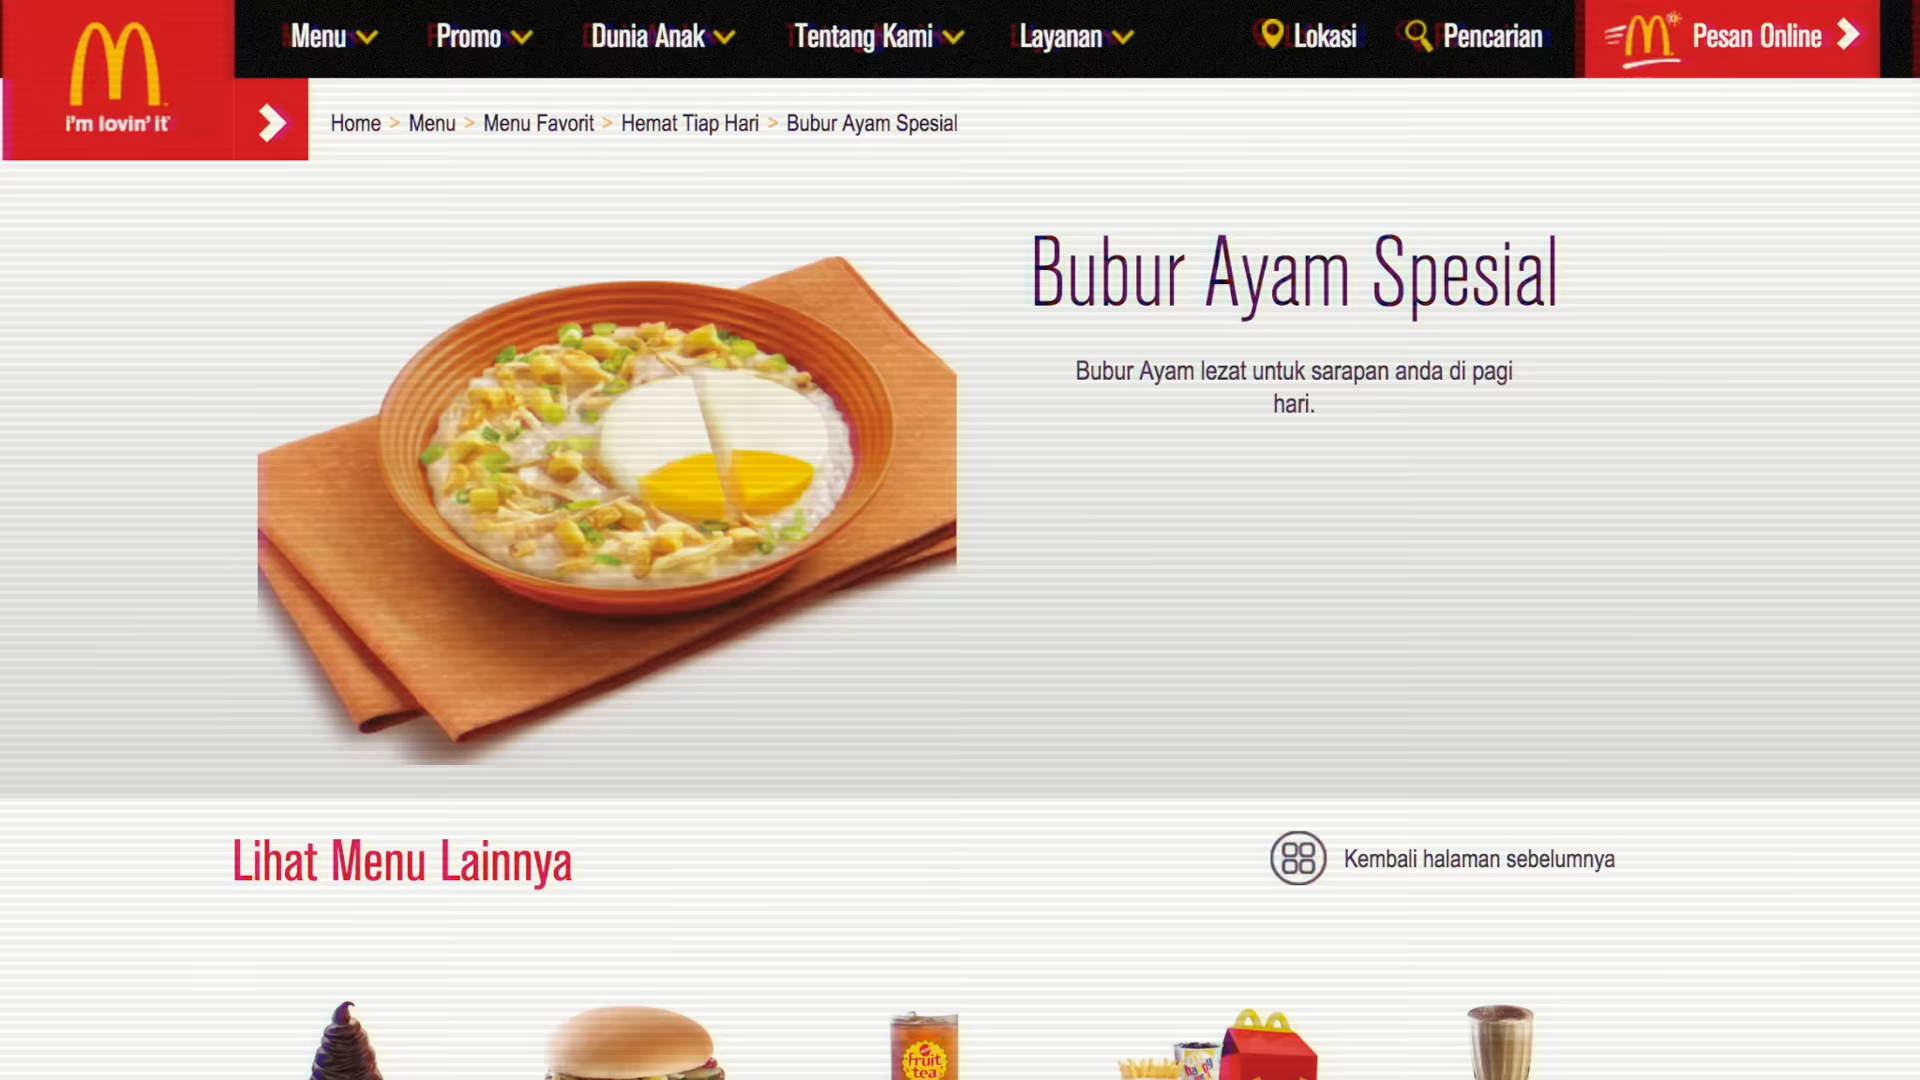 Menu Promo Dunia Anak Tentang Kami Layanan Lokasi Pencarian Pesan Online
i'm lovin' it
Home > Menu > Menu Favorit > Hemat Tiap Hari > Bubur Ayam Spesial
Bubur Ayam Spesial
Bubur Ayam lezat untuk sarapan anda di pagi
hari.
Lihat Menu Lainnya
Kembali halaman sebelumnya
fruit
tea